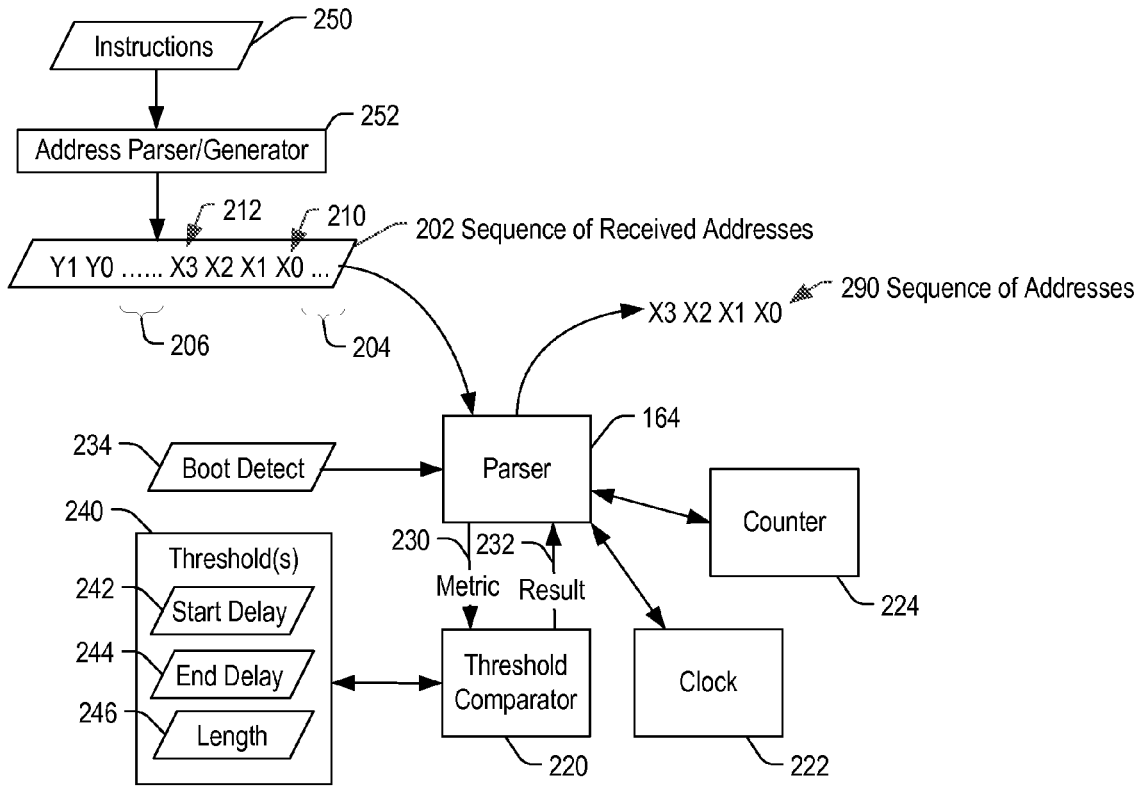 250
Instructions
252
Address Parser/Generator
212
210
202 Sequence of Received Addresses
Y1 Y0 ...... X3 X2 X1 X0 ...
290 Sequence of Addresses
X3 X2 X1 X0
206
204
164
234
Boot Detect
Parser
Counter
224
240
Threshold(s)
230
232
Metric
Result
242
Start Delay
244
End Delay
246
Length
Threshold
Comparator
220
Clock
222